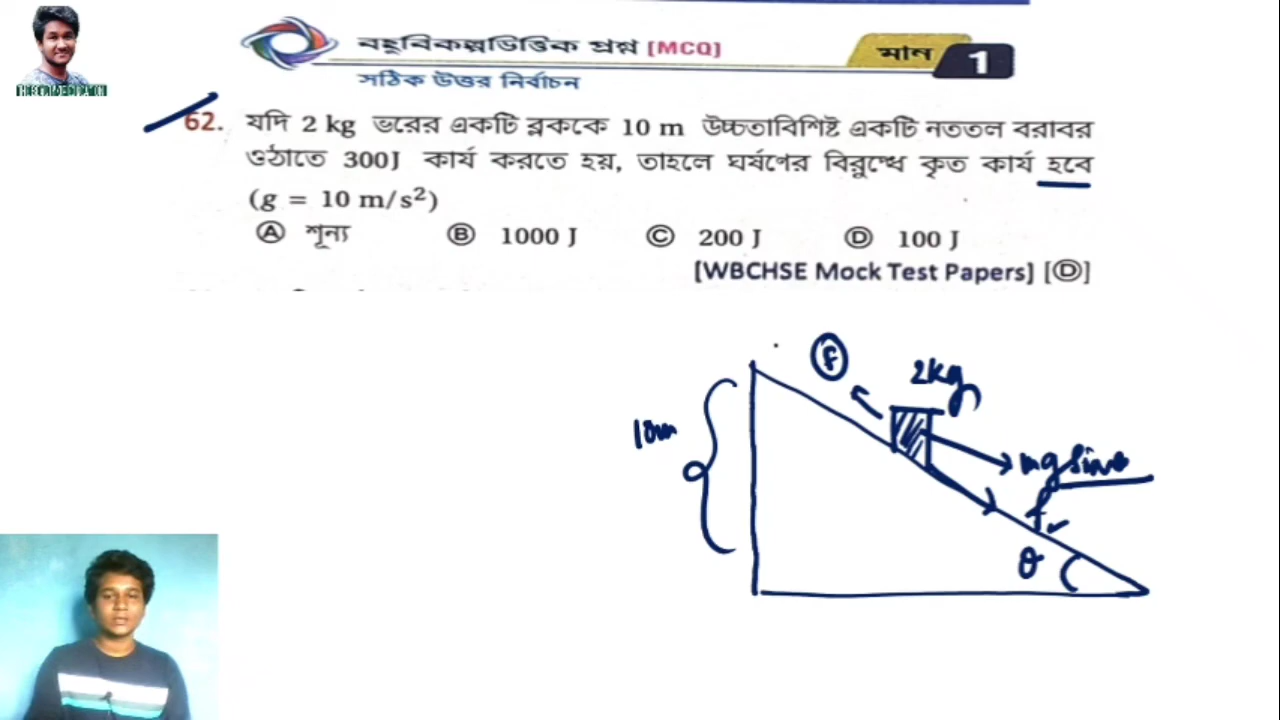 বহুবিকল্পভিত্তিক প্রশ্ন [MCQ]
মান 1
সঠিক উত্তর নির্বাচন
62. যদি 2 kg ভরের একটি ব্লককে 10 m উচ্চতাবিশিষ্ট একটি নততল বরাবর
ওঠাতে 300J কার্য করতে হয়, তাহলে ঘর্ষণের বিরুদ্ধে কৃত কার্য হবে
(g = 10 m/s²)
Ⓐ শূন্য Ⓑ 1000 J Ⓒ 200 J Ⓓ 100 J
[WBCHSE Mock Test Papers] [Ⓓ]
F
2kg
10m
mg sinθ
f
θ